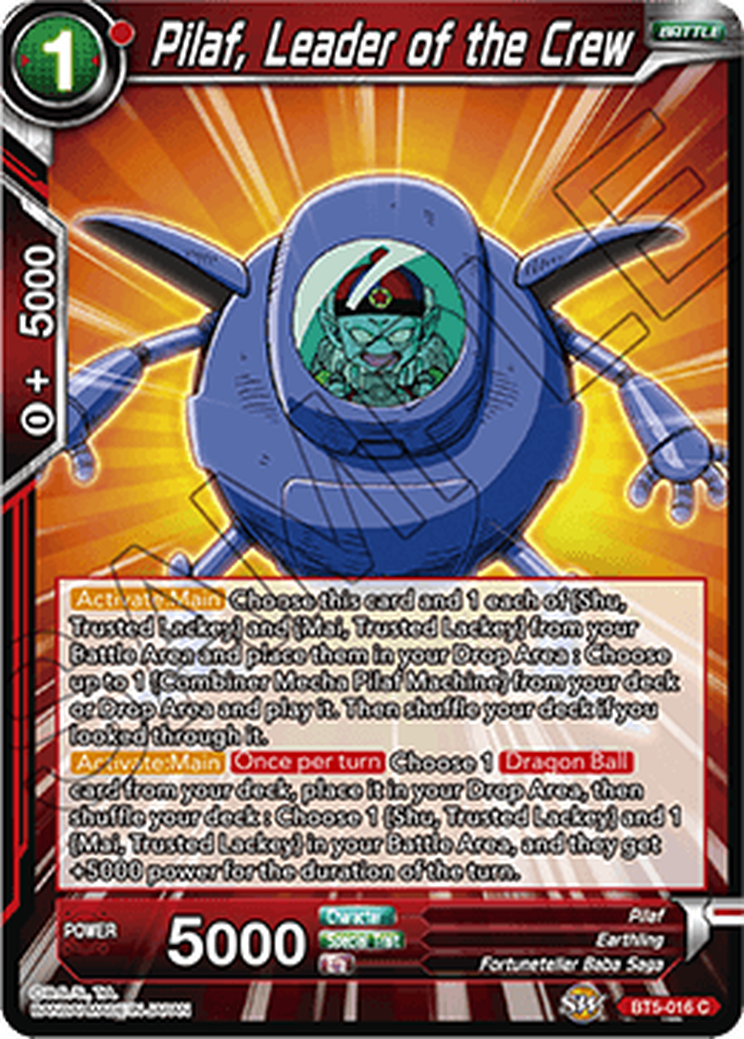 1
Pilaf, Leader of the Crew
BATTLE
0 + 5000
SAMPLE
Activate:Main Choose this card and 1 each of {Shu,
Trusted Lackey} and {Mai, Trusted Lackey} from your
Battle Area and place them in your Drop Area : Choose
up to 1 {Combiner Mecha Pilaf Machine} from your deck
or Drop Area and play it. Then shuffle your deck if you
looked through it.
Activate:Main Once per turn Choose 1 Dragon Ball
card from your deck, place it in your Drop Area, then
shuffle your deck : Choose 1 {Shu, Trusted Lackey} and 1
{Mai, Trusted Lackey} in your Battle Area, and they get
+5000 power for the duration of the turn.
POWER 5000
Character Pilaf
Special Trait Earthling
Fortuneteller Baba Saga
BANDAI MADE IN JAPAN
SW BT5-016 C